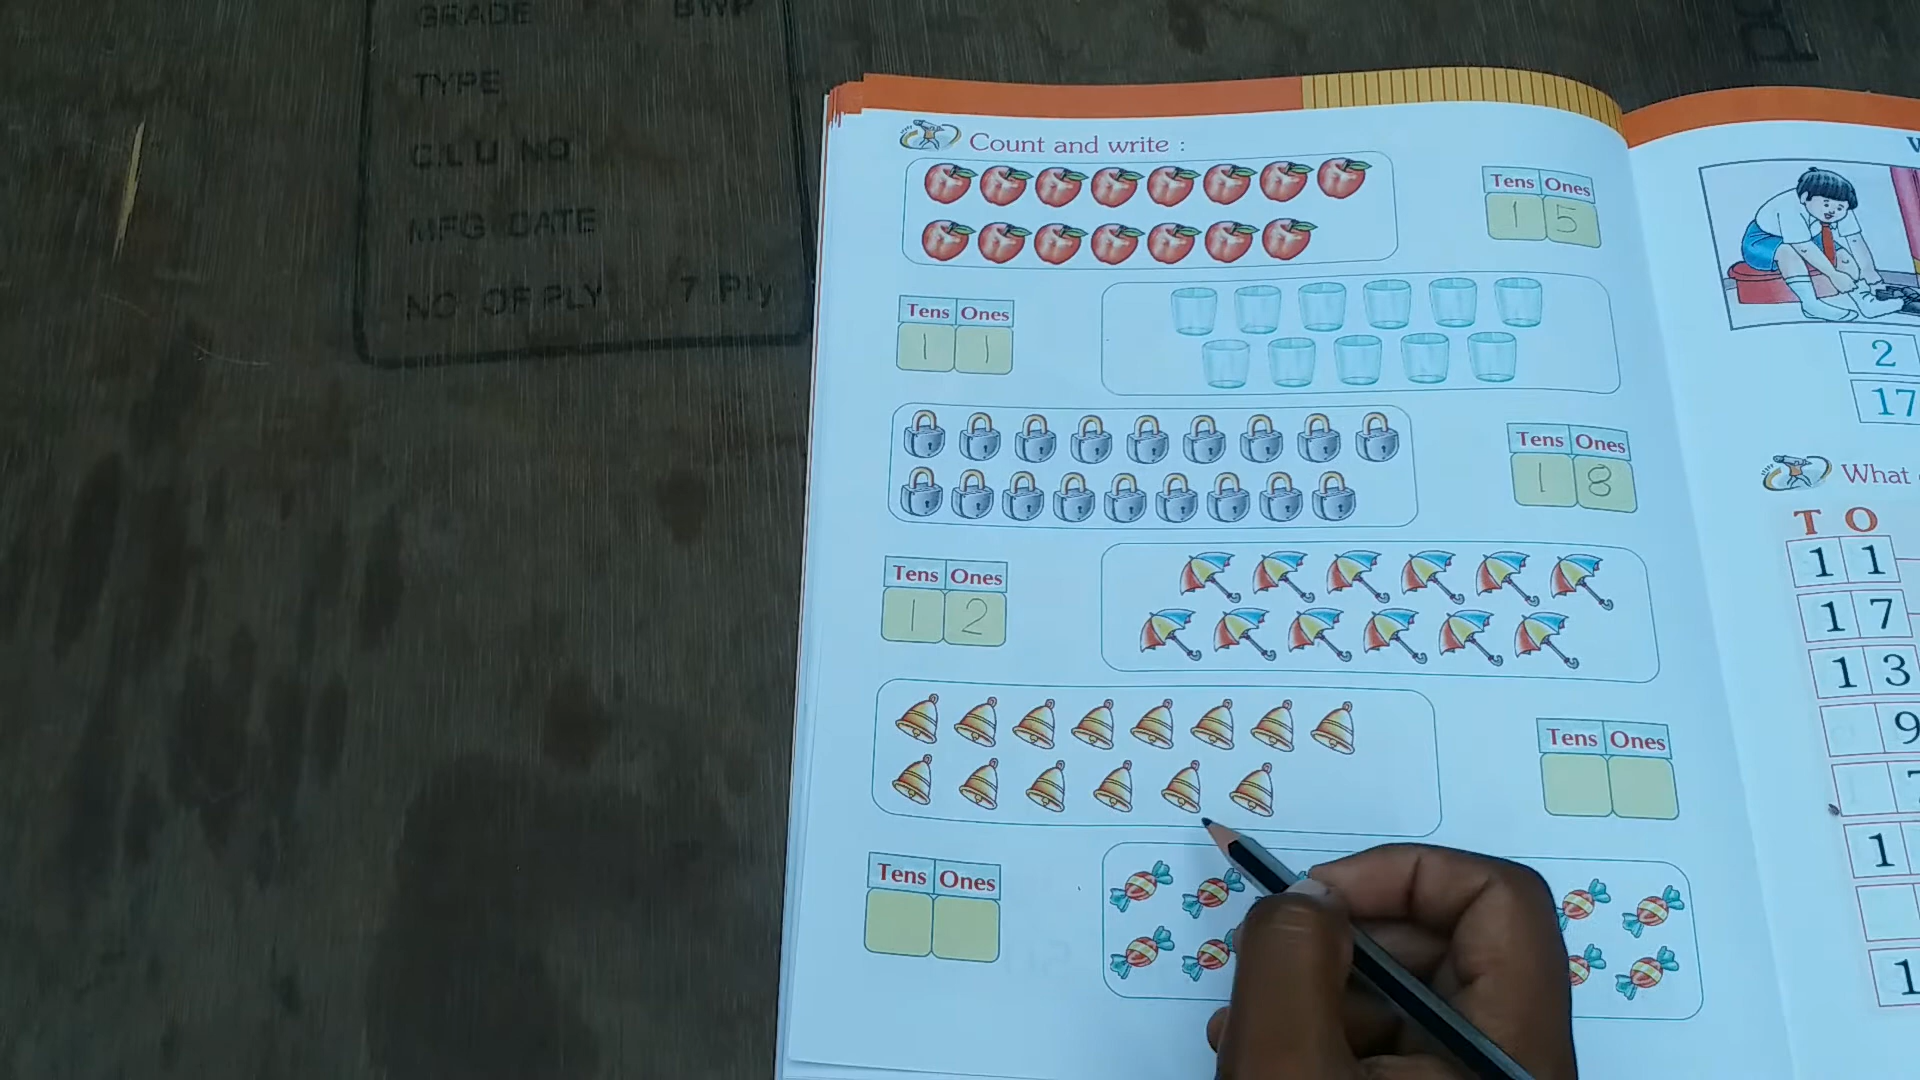 GRADE BWP
TYPE
C.L U NO
MFG DATE
NO OF PLY 7 Ply
Count and write :
Tens Ones
1 5
Tens Ones
1 1
Tens Ones
1 8
Tens Ones
1 2
Tens Ones
Tens Ones
2
17
What
T O
1 1
1 7
1 3
9
7
1
1